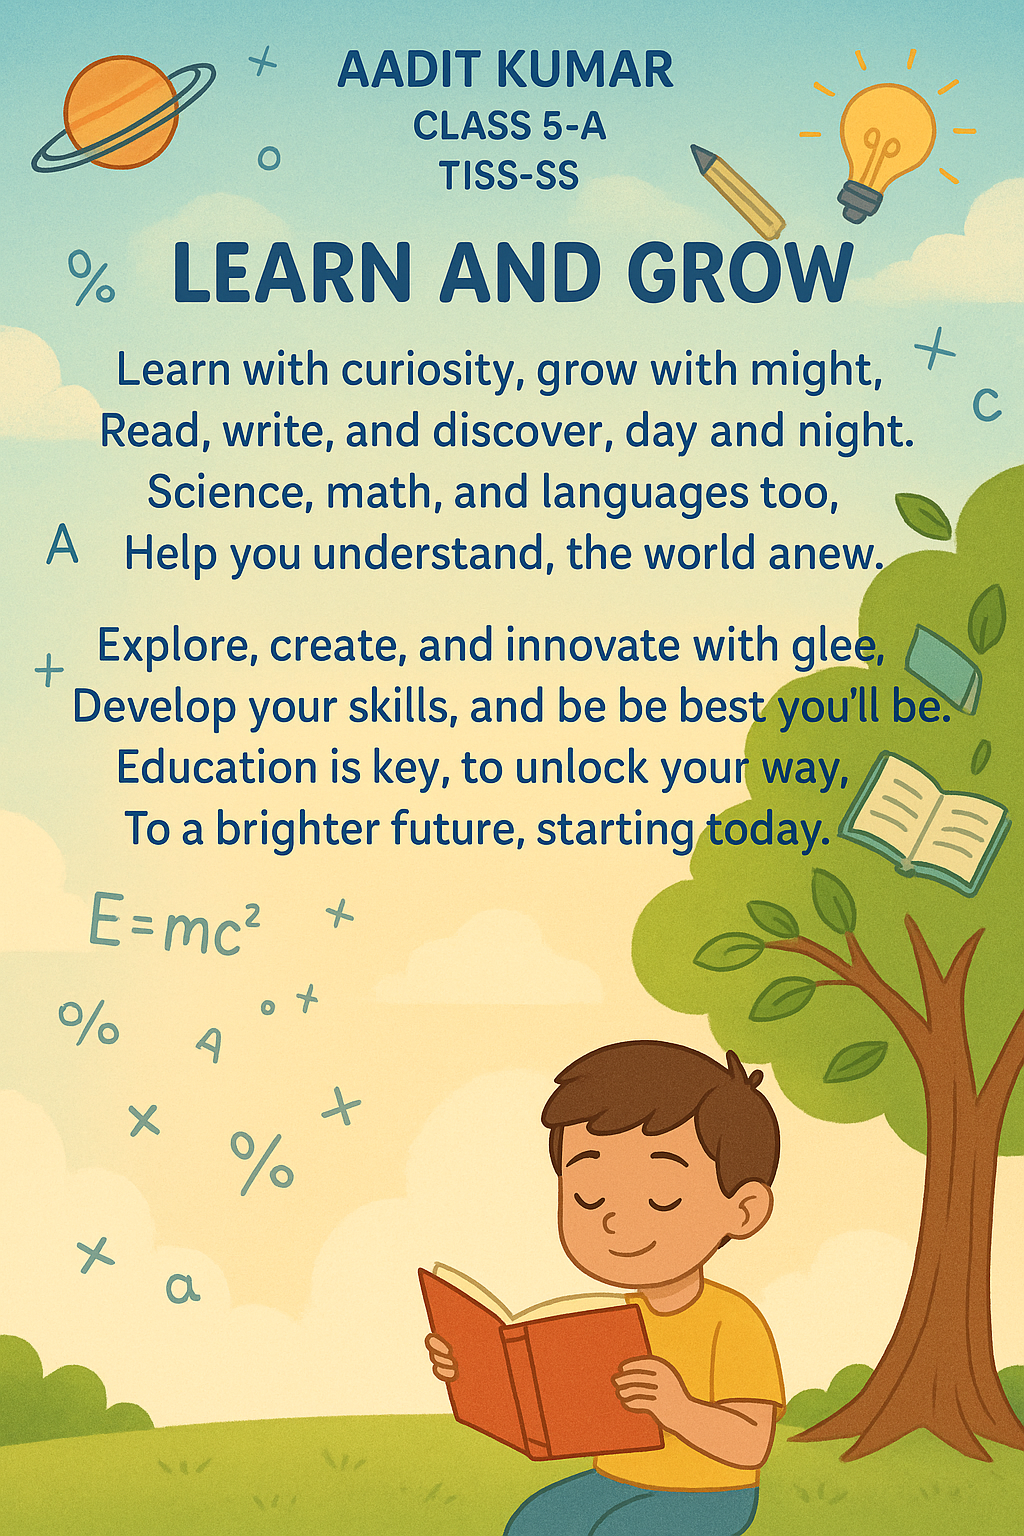 AADIT KUMAR
CLASS 5-A
TISS-SS
LEARN AND GROW
Learn with curiosity, grow with might,
Read, write, and discover, day and night.
Science, math, and languages too,
Help you understand, the world anew.
Explore, create, and innovate with glee,
Develop your skills, and be be best you'll be.
Education is key, to unlock your way,
To a brighter future, starting today.
%
+
C
A
+
E=mc²
+
%
A
+
x
+
%
x
a